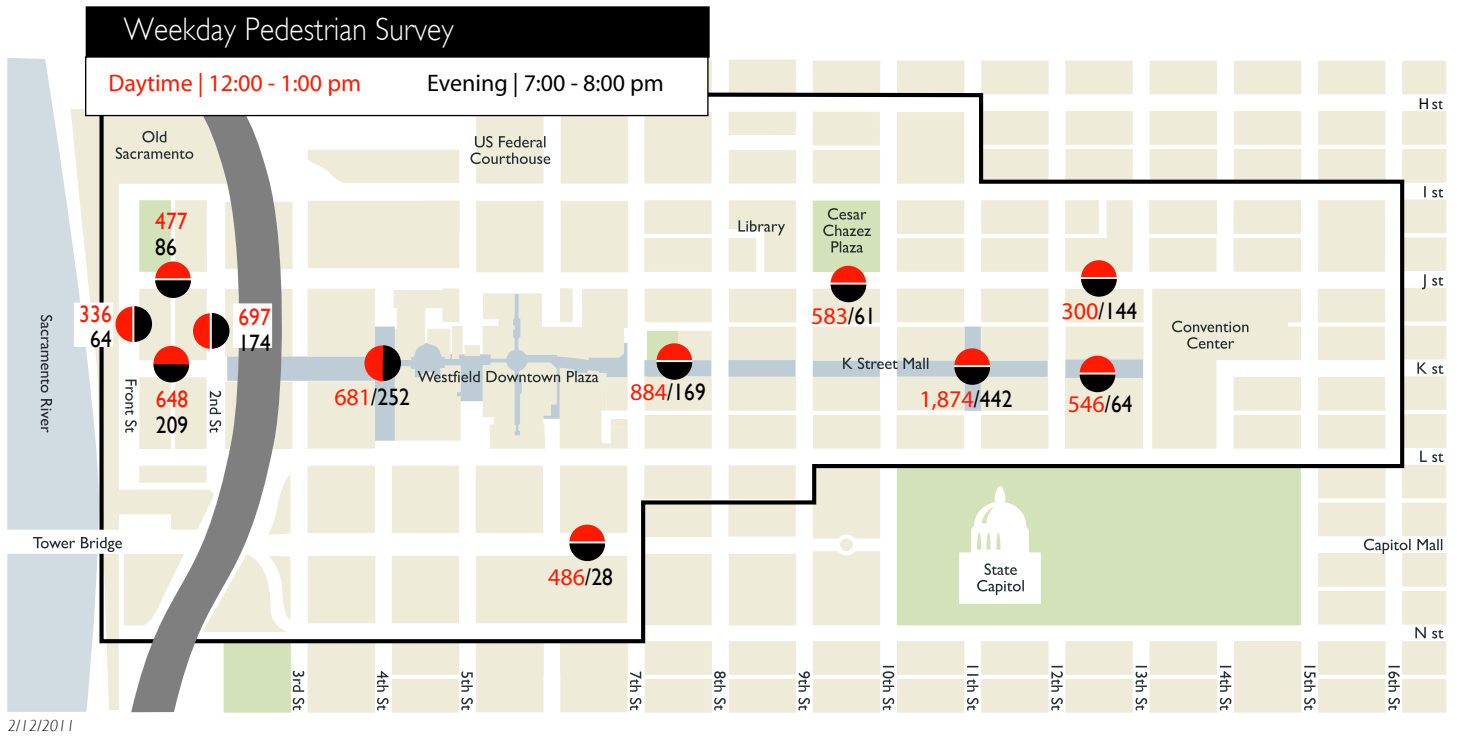 Weekday Pedestrian Survey
Daytime | 12:00 - 1:00 pm
Evening | 7:00 - 8:00 pm
H st
Old
Sacramento
US Federal
Courthouse
I st
477
86
Library
Cesar
Chazez
Plaza
J st
336
64
697
174
583/61
300/144
Convention
Center
Sacramento River
Front St
2nd St
648
209
681/252
Westfield Downtown Plaza
884/169
K Street Mall
1,874/442
546/64
K st
L st
Tower Bridge
486/28
State
Capitol
Capitol Mall
N st
3rd St
4th St
5th St
7th St
8th St
9th St
10th St
11th St
12th St
13th St
14th St
15th St
16th St
2/12/2011